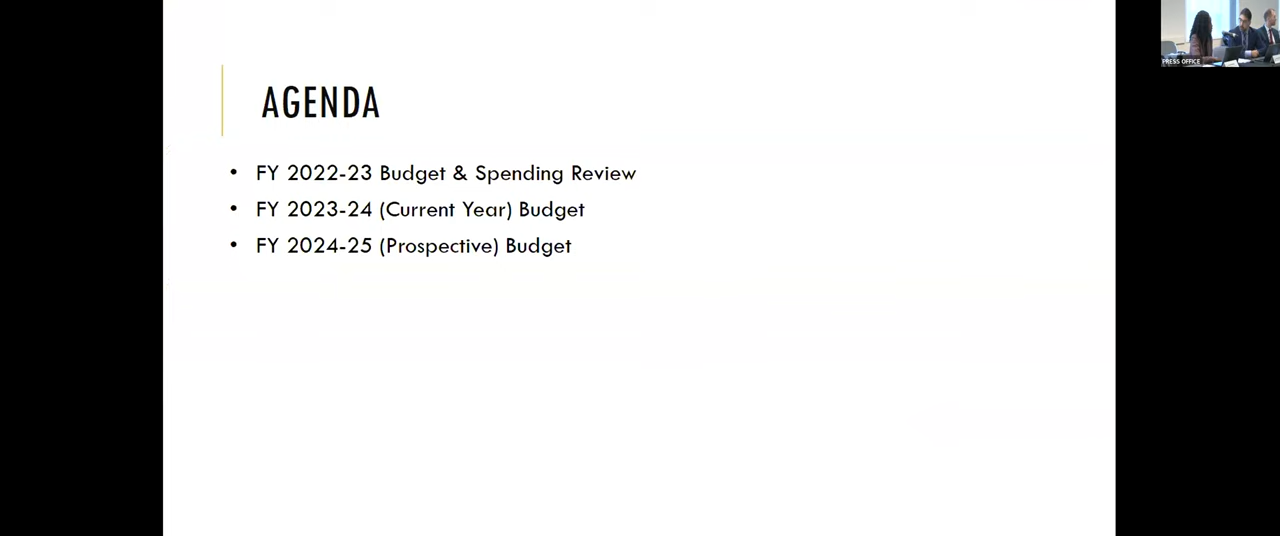 AGENDA
• FY 2022-23 Budget & Spending Review
• FY 2023-24 (Current Year) Budget
• FY 2024-25 (Prospective) Budget
PRESS OFFICE